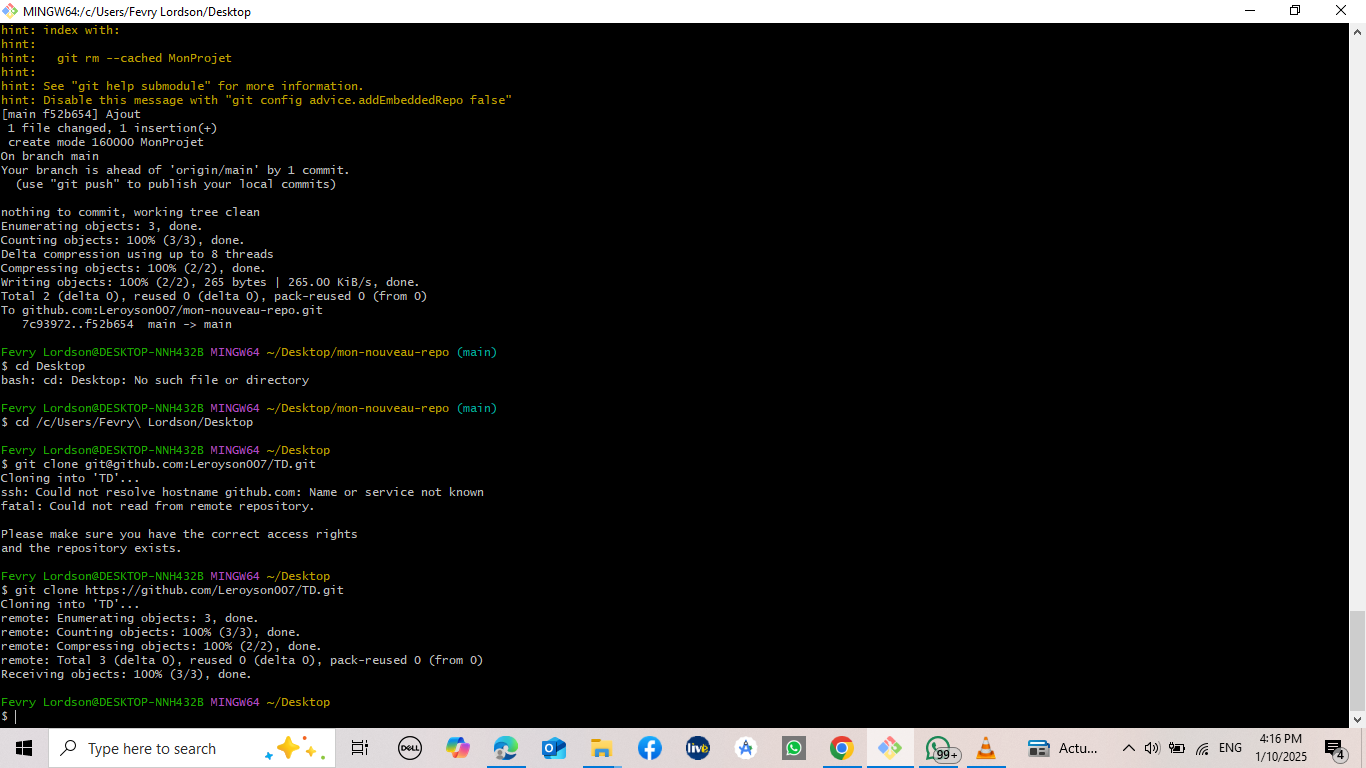 MINGW64:/c/Users/Fevry Lordson/Desktop
hint: index with:
hint:
hint:   git rm --cached MonProjet
hint:
hint: See "git help submodule" for more information.
hint: Disable this message with "git config advice.addEmbeddedRepo false"
[main f52b654] Ajout
 1 file changed, 1 insertion(+)
 create mode 160000 MonProjet
On branch main
Your branch is ahead of 'origin/main' by 1 commit.
  (use "git push" to publish your local commits)
nothing to commit, working tree clean
Enumerating objects: 3, done.
Counting objects: 100% (3/3), done.
Delta compression using up to 8 threads
Compressing objects: 100% (2/2), done.
Writing objects: 100% (2/2), 265 bytes | 265.00 KiB/s, done.
Total 2 (delta 0), reused 0 (delta 0), pack-reused 0 (from 0)
To github.com:Leroyson007/mon-nouveau-repo.git
   7c93972..f52b654  main -> main
Fevry Lordson@DESKTOP-NNH432B MINGW64 ~/Desktop/mon-nouveau-repo (main)
$ cd Desktop
bash: cd: Desktop: No such file or directory
Fevry Lordson@DESKTOP-NNH432B MINGW64 ~/Desktop/mon-nouveau-repo (main)
$ cd /c/Users/Fevry\ Lordson/Desktop
Fevry Lordson@DESKTOP-NNH432B MINGW64 ~/Desktop
$ git clone git@github.com:Leroyson007/TD.git
Cloning into 'TD'...
ssh: Could not resolve hostname github.com: Name or service not known
fatal: Could not read from remote repository.
Please make sure you have the correct access rights
and the repository exists.
Fevry Lordson@DESKTOP-NNH432B MINGW64 ~/Desktop
$ git clone https://github.com/Leroyson007/TD.git
Cloning into 'TD'...
remote: Enumerating objects: 3, done.
remote: Counting objects: 100% (3/3), done.
remote: Compressing objects: 100% (2/2), done.
remote: Total 3 (delta 0), reused 0 (delta 0), pack-reused 0 (from 0)
Receiving objects: 100% (3/3), done.
Fevry Lordson@DESKTOP-NNH432B MINGW64 ~/Desktop
$
Type here to search
DELL
live
99+
Actu...
ENG
4:16 PM
1/10/2025
4